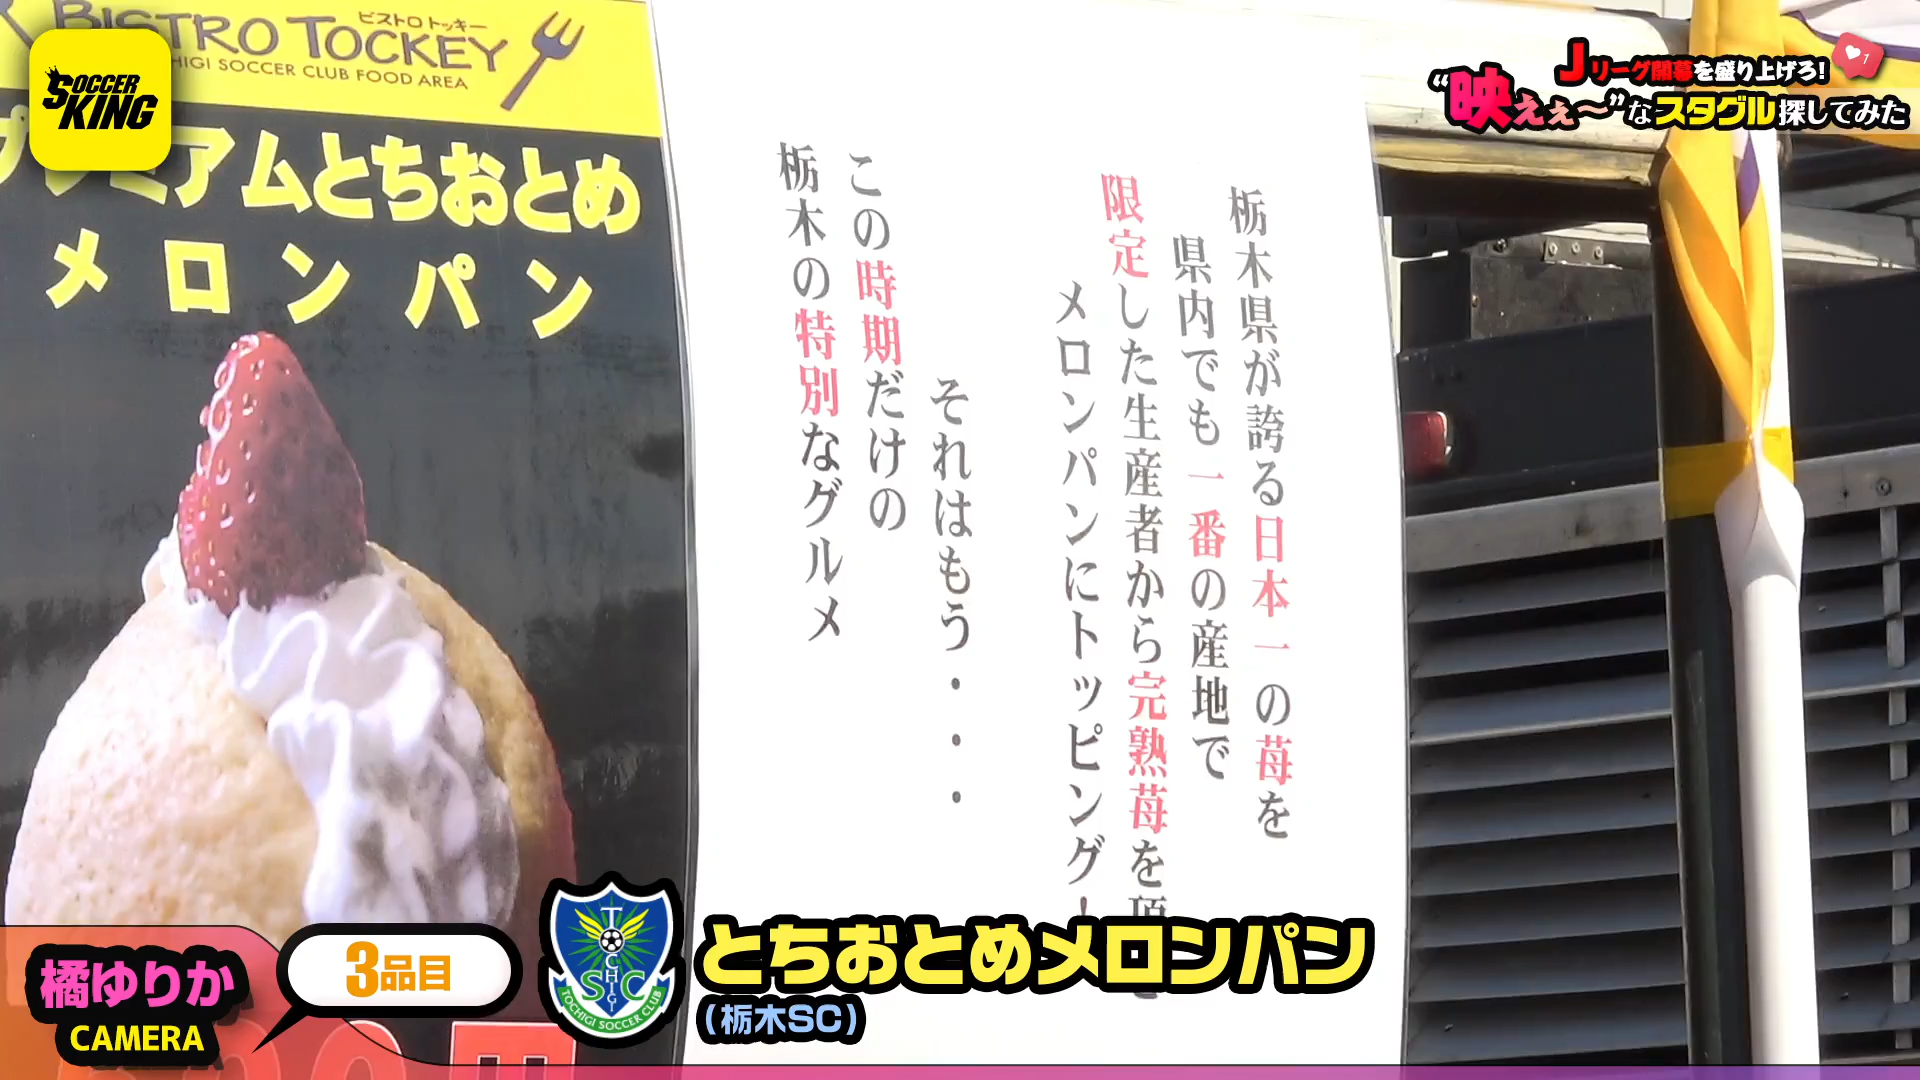 ビストロ トッキー
BISTRO TOCKEY
SOCCER CLUB FOOD AREA
SOCCER KING
Jリーグ開幕を盛り上げろ!
1
“映えぇ〜”なスタグル探してみた
プレミアムとちおとめ
メロンパン
栃木県が誇る日本一の苺を
県内でも一番の産地で
限定した生産者から完熟苺を
メロンパンにトッピング!
それはもう・・・
この時期だけの
栃木の特別なグルメ
橘ゆりか
CAMERA
3品目
TOCHIGI
SC
TOCHIGI SOCCER CLUB
とちおとめメロンパン
(栃木SC)